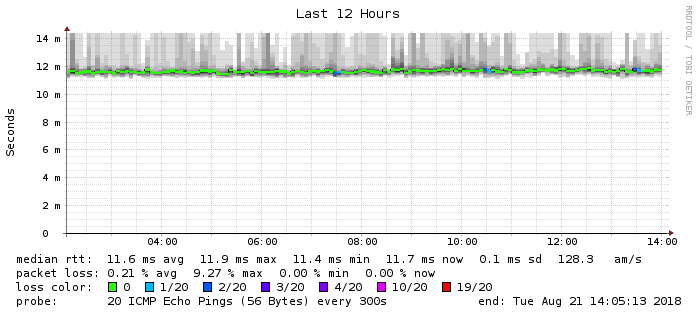 Last 12 Hours
RRDTOOL / TOBI OETIKER
Seconds
14 m
12 m
10 m
8 m
6 m
4 m
2 m
0
04:00 06:00 08:00 10:00 12:00 14:00
median rtt: 11.6 ms avg 11.9 ms max 11.4 ms min 11.7 ms now 0.1 ms sd 128.3 am/s
packet loss: 0.21 % avg 9.27 % max 0.00 % min 0.00 % now
loss color: 0 1/20 2/20 3/20 4/20 10/20 19/20
probe: 20 ICMP Echo Pings (56 Bytes) every 300s end: Tue Aug 21 14:05:13 2018